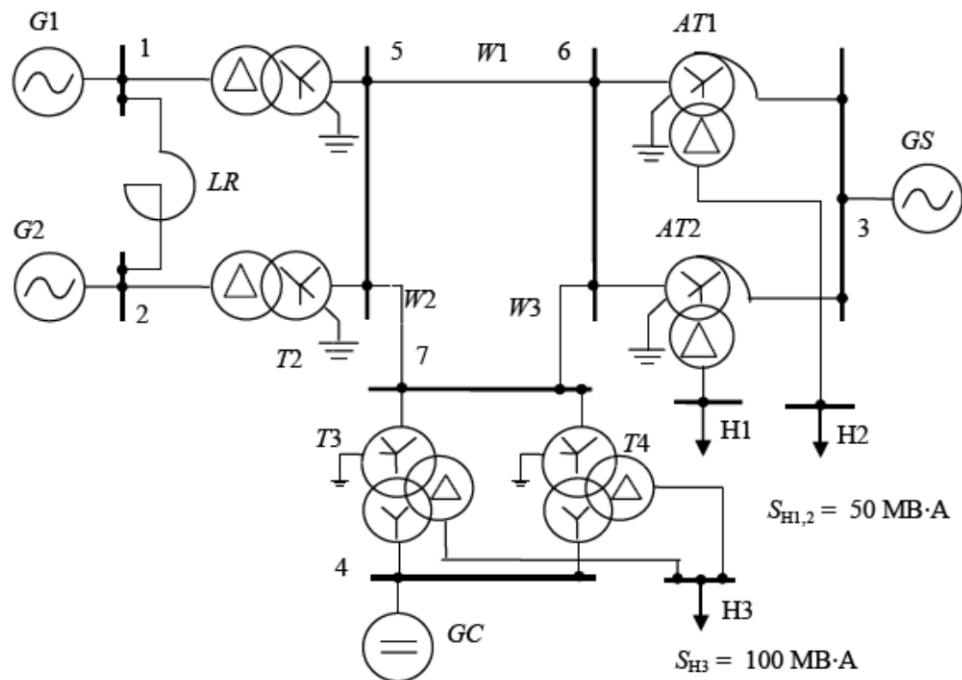 G1
1
5
W1
6
AT1
LR
GS
G2
AT2
3
2
W2
W3
T2
7
T3
T4
H1
H2
S_H1,2 = 50 MB·A
4
H3
GC
S_H3 = 100 MB·A